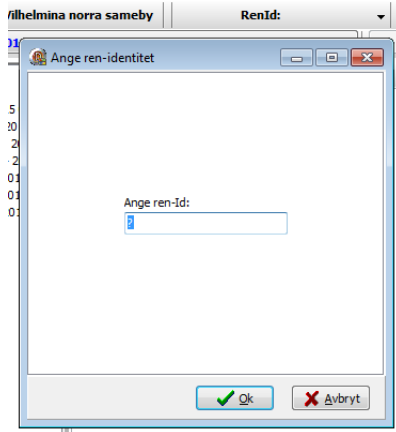 Vilhelmina norra sameby RenId:
Ange ren-identitet
Ange ren-Id:
?
Ok Avbryt